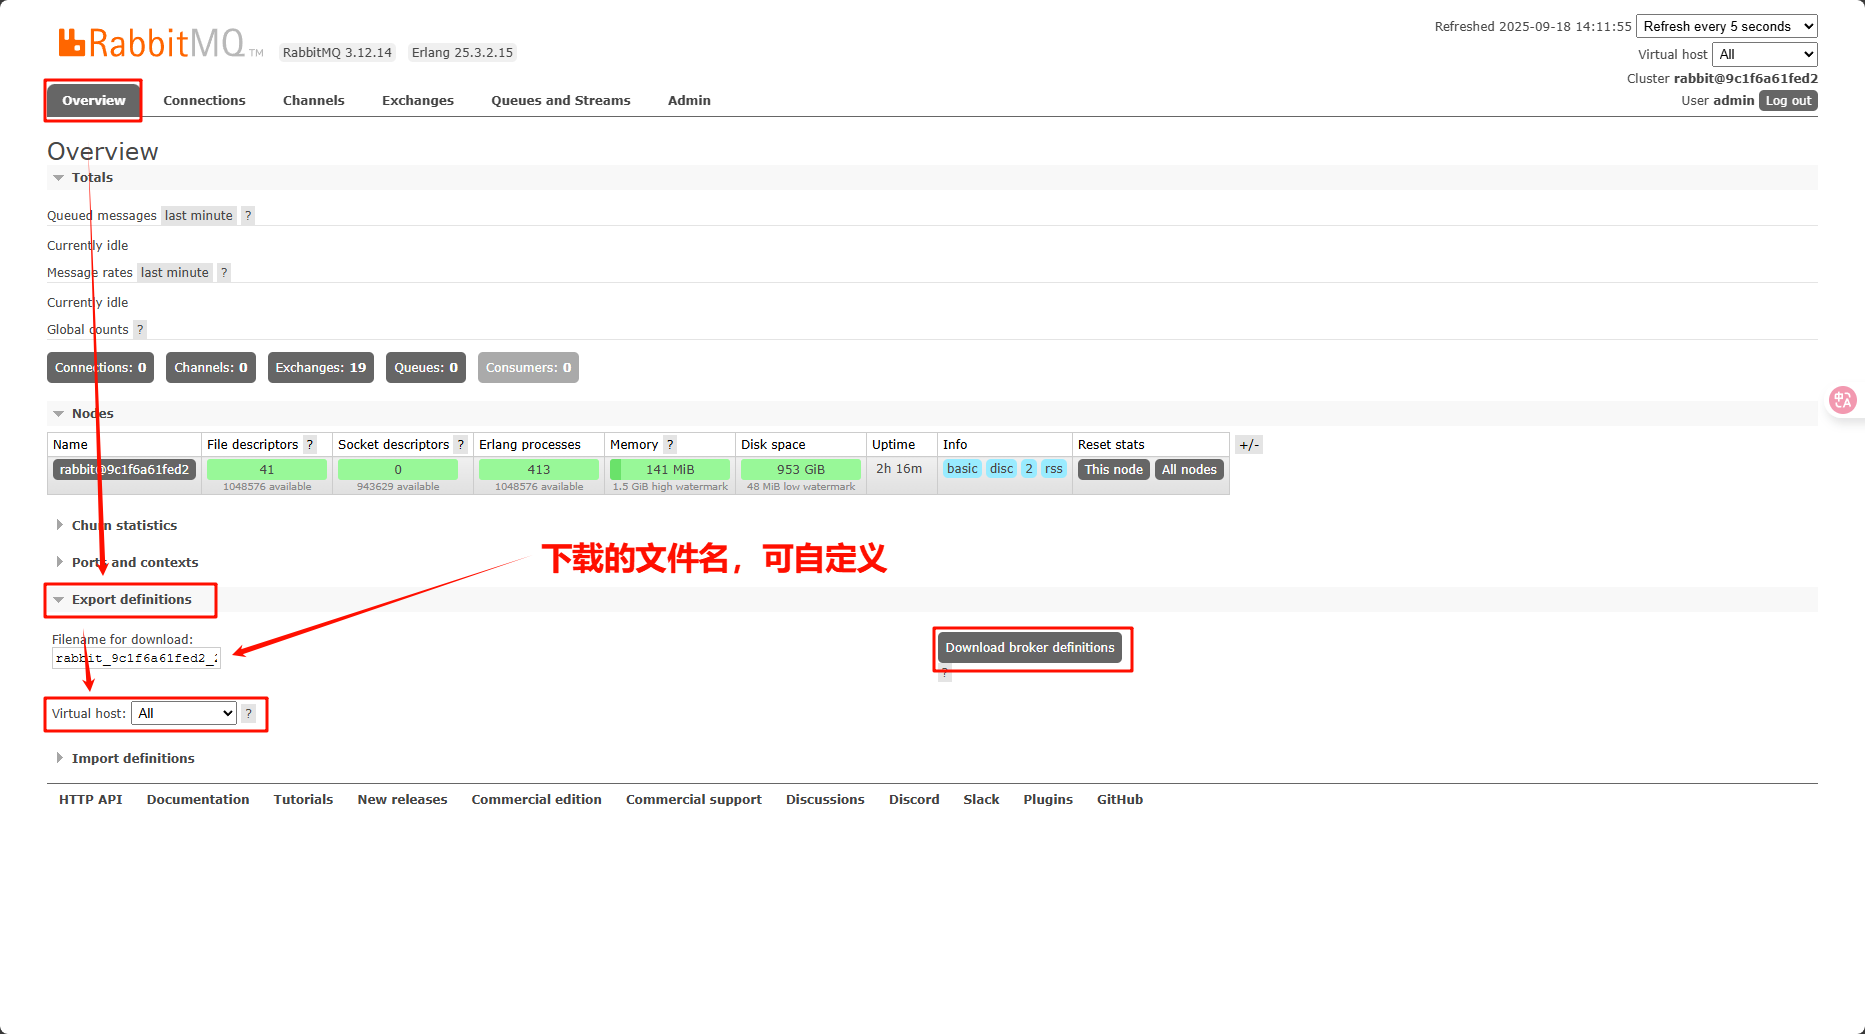 RabbitMQ TM RabbitMQ 3.12.14 Erlang 25.3.2.15
Refreshed 2025-09-18 14:11:55 Refresh every 5 seconds
Virtual host All
Cluster rabbit@9c1f6a61fed2
User admin Log out
Overview Connections Channels Exchanges Queues and Streams Admin
Overview
Totals
Queued messages last minute ?
Currently idle
Message rates last minute ?
Currently idle
Global counts ?
Connections: 0 Channels: 0 Exchanges: 19 Queues: 0 Consumers: 0
Nodes
Name File descriptors ? Socket descriptors ? Erlang processes Memory ? Disk space Uptime Info Reset stats +/-
rabbit@9c1f6a61fed2 41 0 413 141 MiB 953 GiB 2h 16m basic disc 2 rss This node All nodes
1048576 available 943629 available 1048576 available 1.5 GiB high watermark 48 MiB low watermark
Churn statistics
下载的文件名，可自定义
Ports and contexts
Export definitions
Filename for download:
rabbit_9c1f6a61fed2_2
Download broker definitions
?
Virtual host: All ?
Import definitions
HTTP API Documentation Tutorials New releases Commercial edition Commercial support Discussions Discord Slack Plugins GitHub